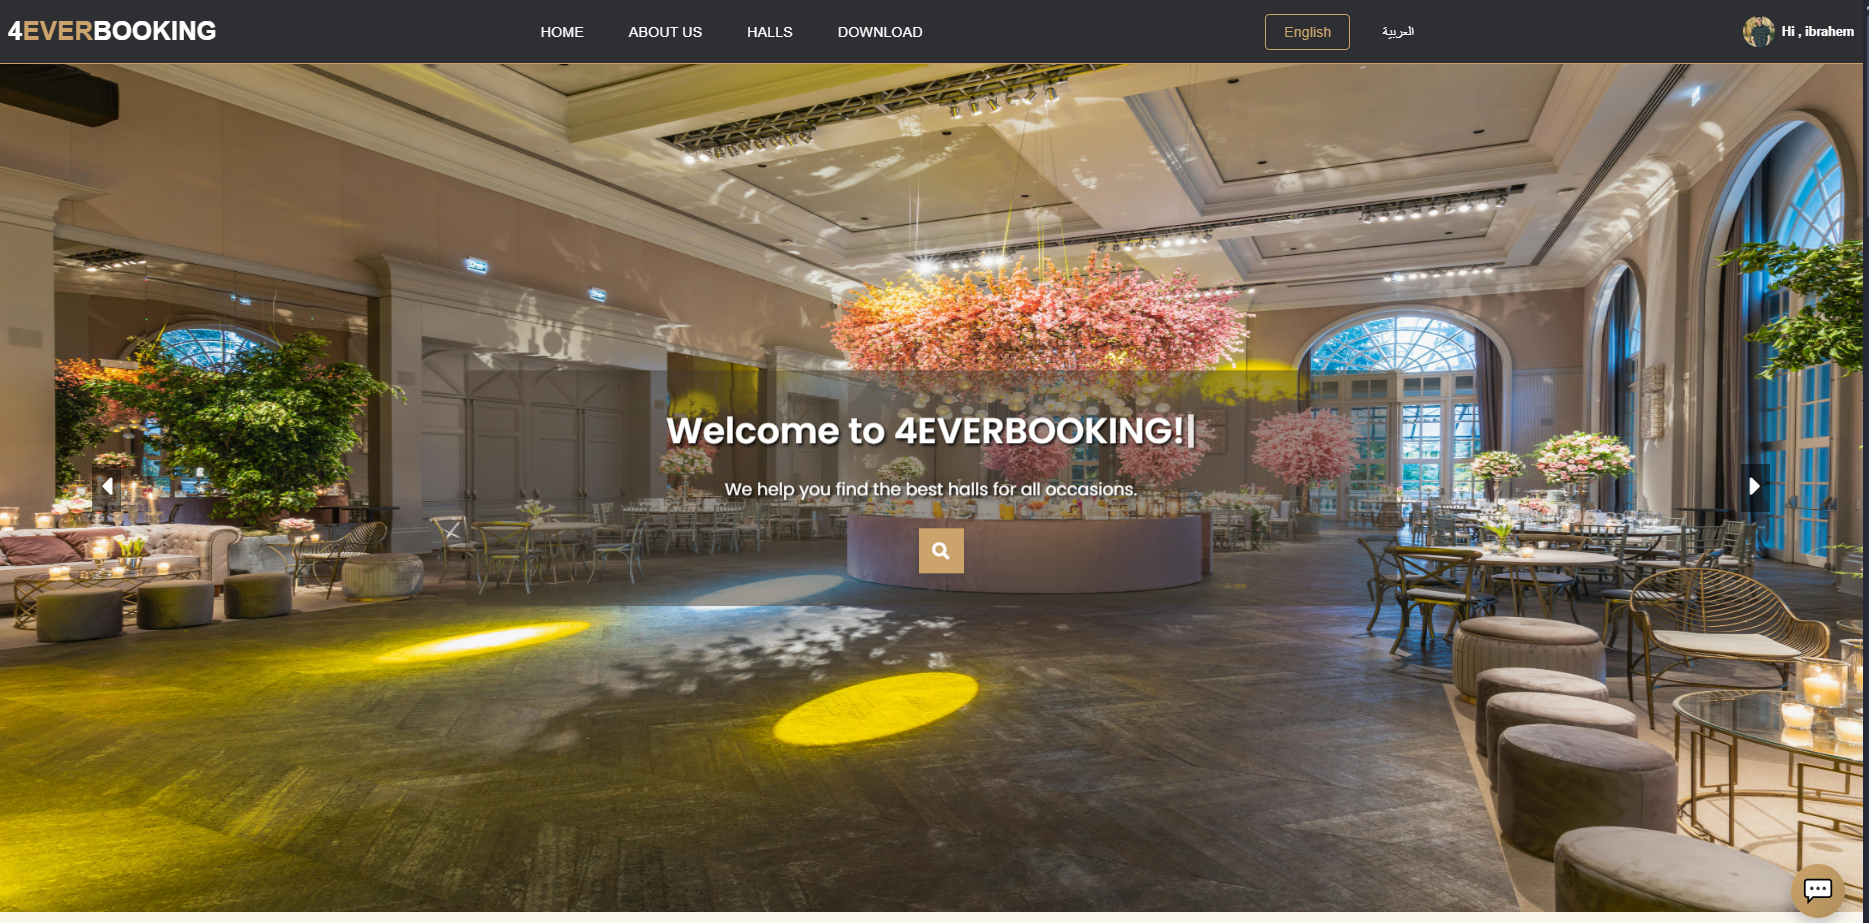 4EVERBOOKING
HOME
ABOUT US
HALLS
DOWNLOAD
English
العربية
Hi , ibrahem
Welcome to 4EVERBOOKING!|
We help you find the best halls for all occasions.